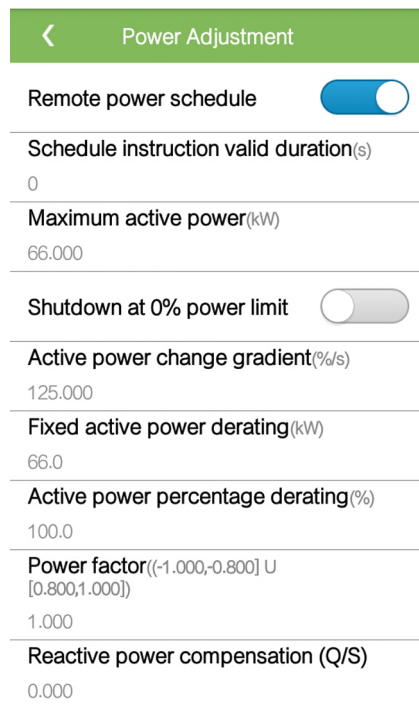 Power Adjustment
Remote power schedule
Schedule instruction valid duration(s)
0
Maximum active power(kW)
66.000
Shutdown at 0% power limit
Active power change gradient(%/s)
125.000
Fixed active power derating(kW)
66.0
Active power percentage derating(%)
100.0
Power factor((-1.000,-0.800] U
[0.800,1.000])
1.000
Reactive power compensation (Q/S)
0.000